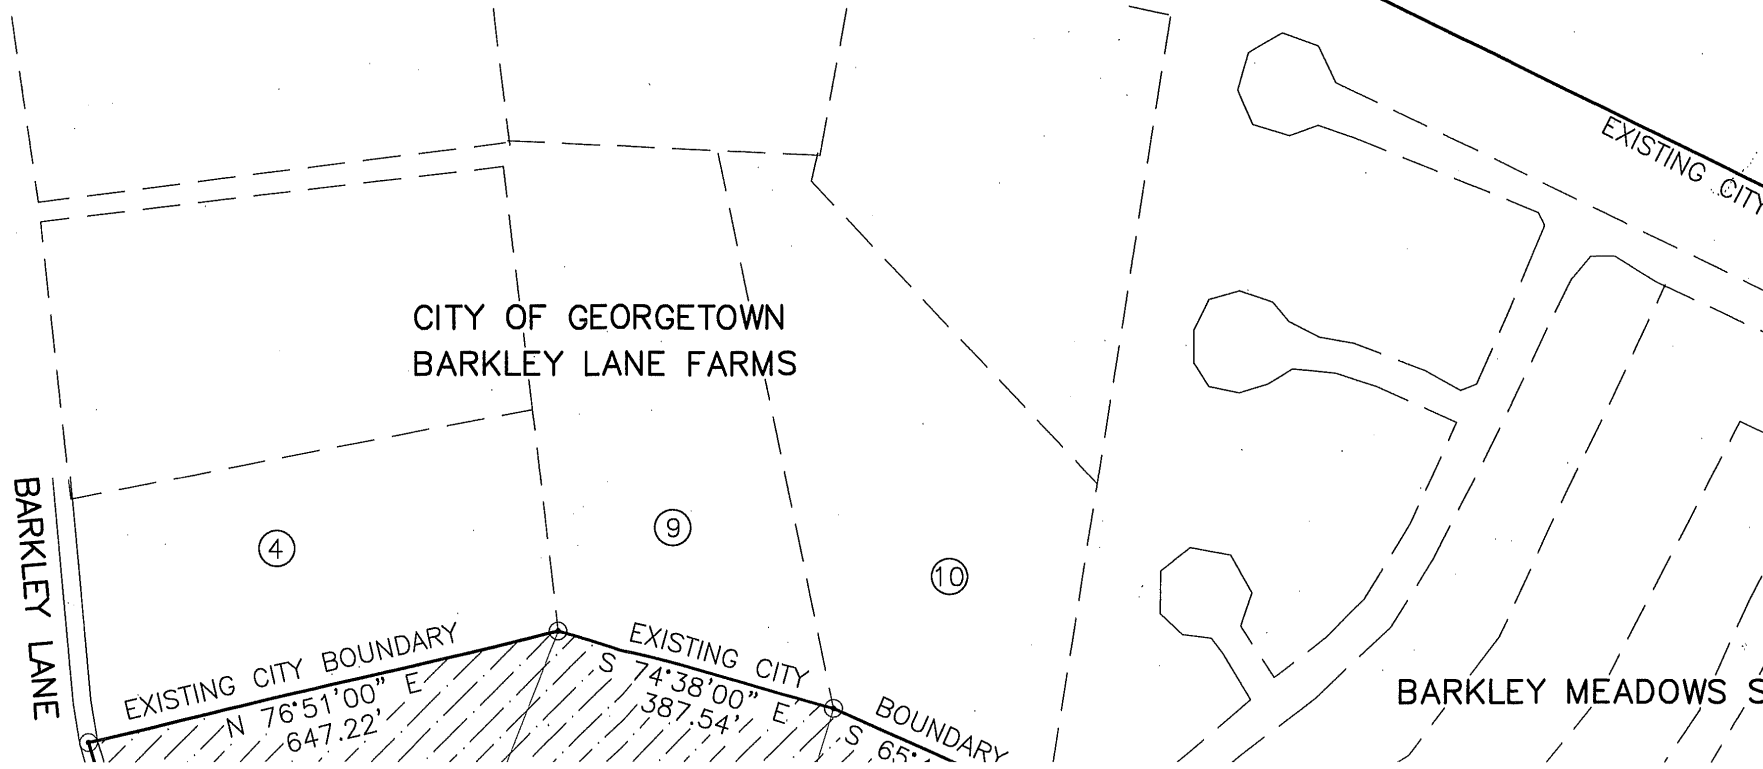 EXISTING CITY
CITY OF GEORGETOWN
BARKLEY LANE FARMS
BARKLEY LANE
4
9
10
EXISTING CITY BOUNDARY
N 76°51'00" E
647.22'
EXISTING CITY BOUNDARY
S 74°38'00" E
387.54'
S 65°
BARKLEY MEADOWS S